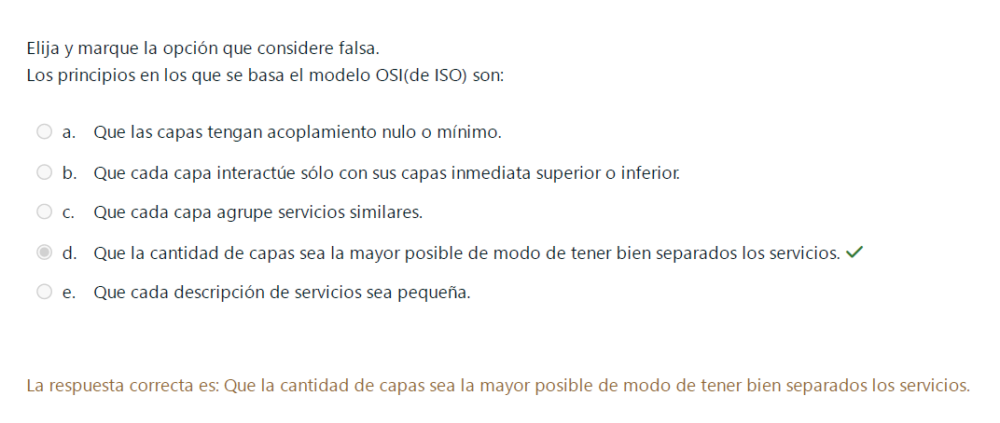 Elija y marque la opción que considere falsa.
Los principios en los que se basa el modelo OSI(de ISO) son:
a. Que las capas tengan acoplamiento nulo o mínimo.
b. Que cada capa interactúe sólo con sus capas inmediata superior o inferior.
c. Que cada capa agrupe servicios similares.
d. Que la cantidad de capas sea la mayor posible de modo de tener bien separados los servicios.
e. Que cada descripción de servicios sea pequeña.
La respuesta correcta es: Que la cantidad de capas sea la mayor posible de modo de tener bien separados los servicios.